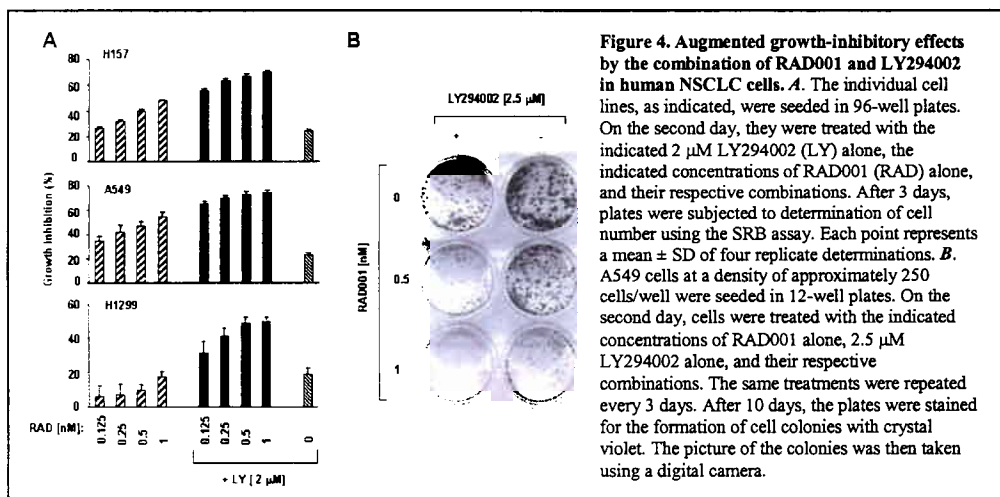 A
H157
80
60
40
20
0
A549
80
60
40
20
0
H1299
60
40
20
0
Growth Inhibition (%)
RAD [nM]:
0.125
0.25
0.5
1
0.125
0.25
0.5
1
0
+ LY [ 2 µM]
B
LY294002 [2.5 µM]
+
-
RAD001 [nM]
0
0.5
1
Figure 4. Augmented growth-inhibitory effects
by the combination of RAD001 and LY294002
in human NSCLC cells. A. The individual cell
lines, as indicated, were seeded in 96-well plates.
On the second day, they were treated with the
indicated 2 µM LY294002 (LY) alone, the
indicated concentrations of RAD001 (RAD) alone,
and their respective combinations. After 3 days,
plates were subjected to determination of cell
number using the SRB assay. Each point represents
a mean ± SD of four replicate determinations. B.
A549 cells at a density of approximately 250
cells/well were seeded in 12-well plates. On the
second day, cells were treated with the indicated
concentrations of RAD001 alone, 2.5 µM
LY294002 alone, and their respective
combinations. The same treatments were repeated
every 3 days. After 10 days, the plates were stained
for the formation of cell colonies with crystal
violet. The picture of the colonies was then taken
using a digital camera.